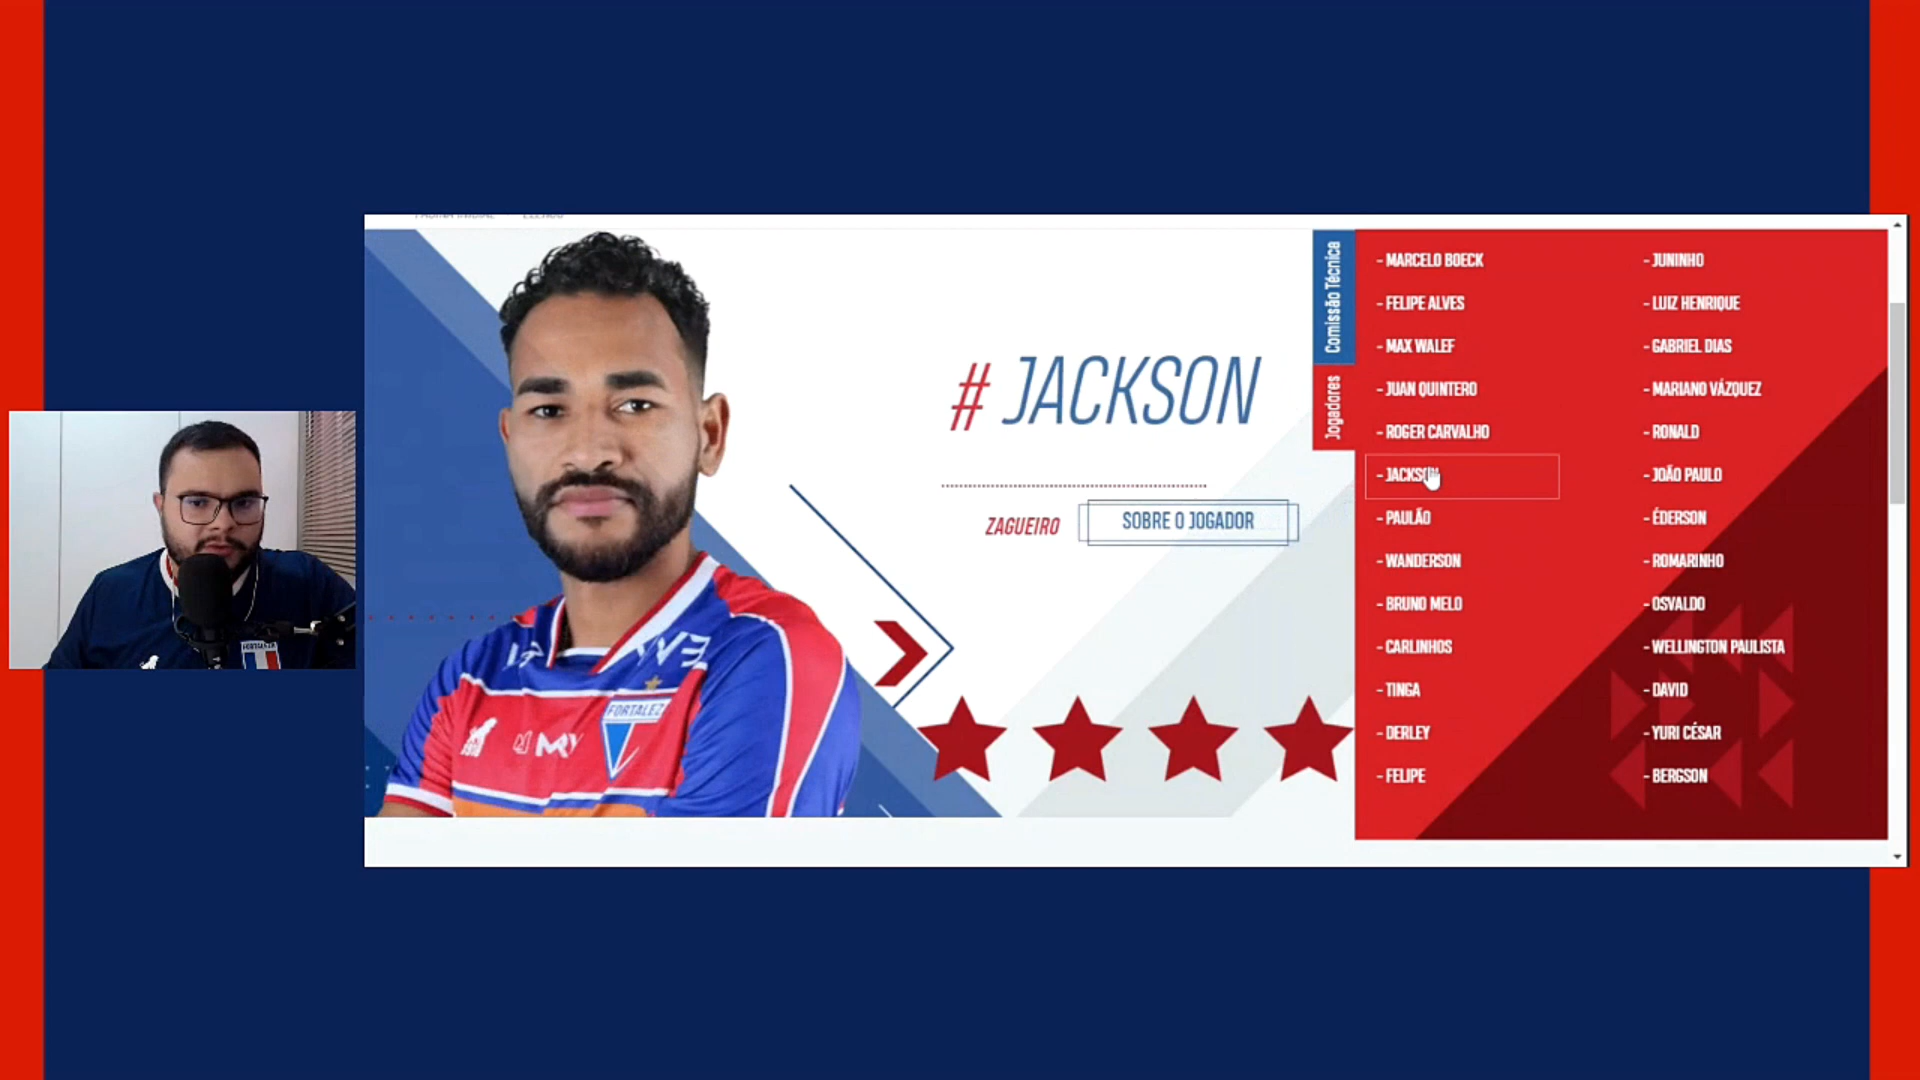 # JACKSON
ZAGUEIRO
SOBRE O JOGADOR
Comissão Técnica
Jogadores
- MARCELO BOECK
- FELIPE ALVES
- MAX WALEF
- JUAN QUINTERO
- ROGER CARVALHO
- JACKSON
- PAULÃO
- WANDERSON
- BRUNO MELO
- CARLINHOS
- TINGA
- DERLEY
- FELIPE
- JUNINHO
- LUIZ HENRIQUE
- GABRIEL DIAS
- MARIANO VÁZQUEZ
- RONALD
- JOÃO PAULO
- ÉDERSON
- ROMARINHO
- OSVALDO
- WELLINGTON PAULISTA
- DAVID
- YURI CÉSAR
- BERGSON
FORTALEZ
FORTALEZA